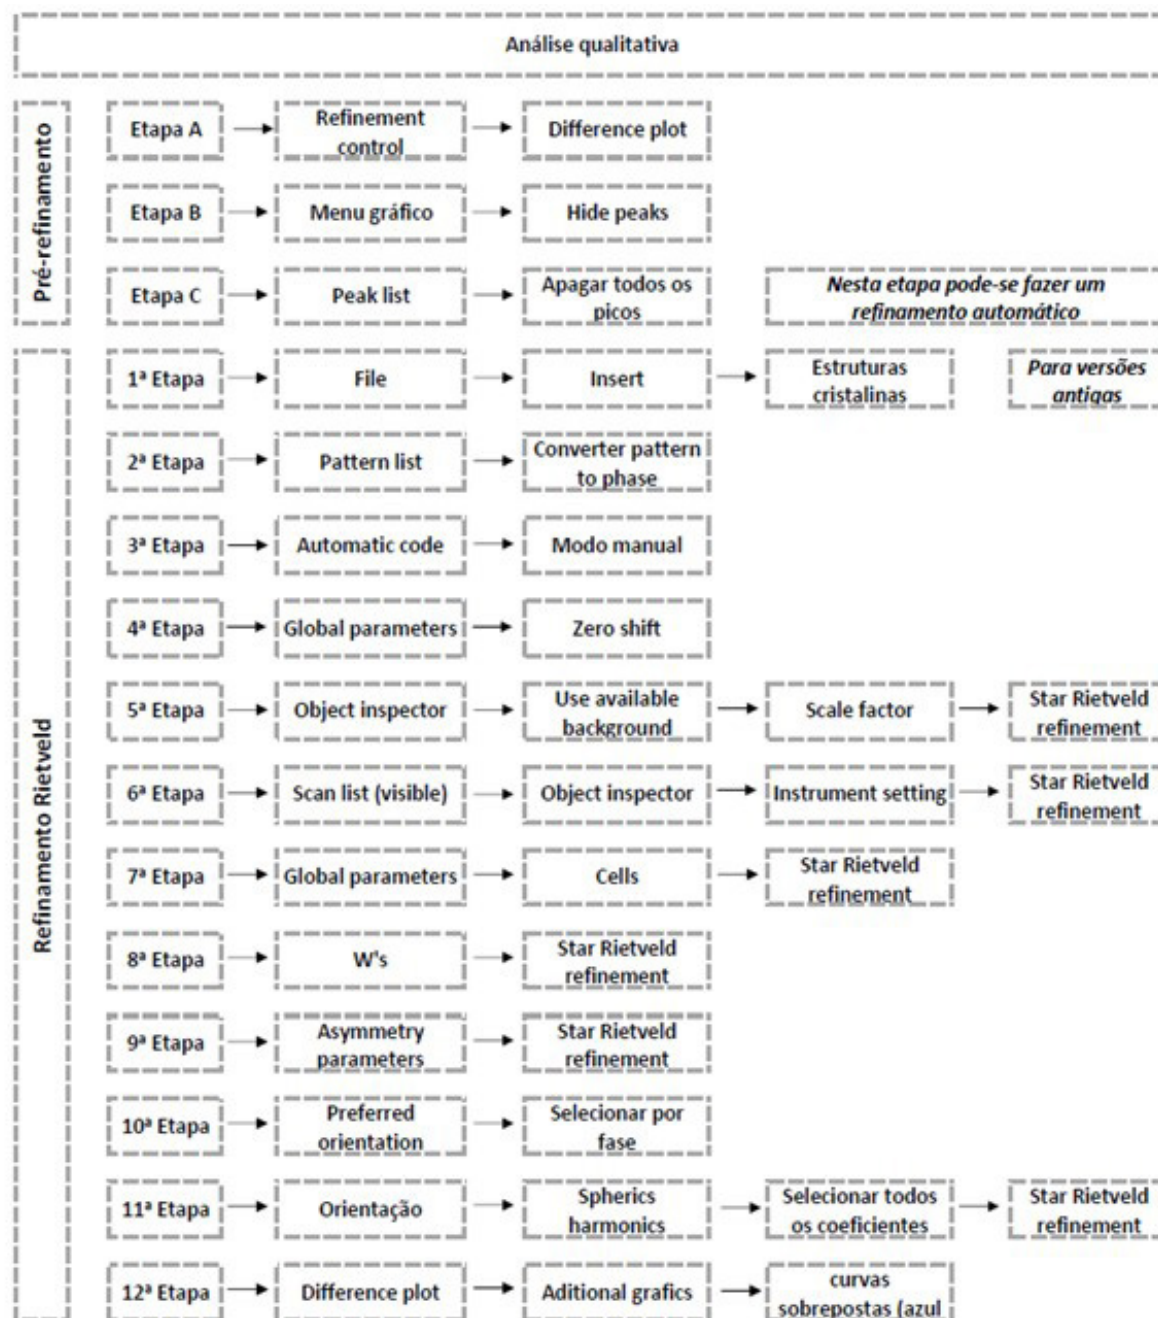 Análise qualitativa
Pré-refinamento
Etapa A
Refinement
control
Difference plot
Etapa B
Menu gráfico
Hide peaks
Etapa C
Peak list
Apagar todos os
picos
Nesta etapa pode-se fazer um
refinamento automático
Refinamento Rietveld
1ª Etapa
File
Insert
Estruturas
cristalinas
Para versões
antigas
2ª Etapa
Pattern list
Converter pattern
to phase
3ª Etapa
Automatic code
Modo manual
4ª Etapa
Global parameters
Zero shift
5ª Etapa
Object inspector
Use available
background
Scale factor
Star Rietveld
refinement
6ª Etapa
Scan list (visible)
Object inspector
Instrument setting
Star Rietveld
refinement
7ª Etapa
Global parameters
Cells
Star Rietveld
refinement
8ª Etapa
W's
Star Rietveld
refinement
9ª Etapa
Asymmetry
parameters
Star Rietveld
refinement
10ª Etapa
Preferred
orientation
Selecionar por
fase
11ª Etapa
Orientação
Spherics
harmonics
Selecionar todos
os coeficientes
Star Rietveld
refinement
12ª Etapa
Difference plot
Aditional grafics
curvas
sobrepostas (azul